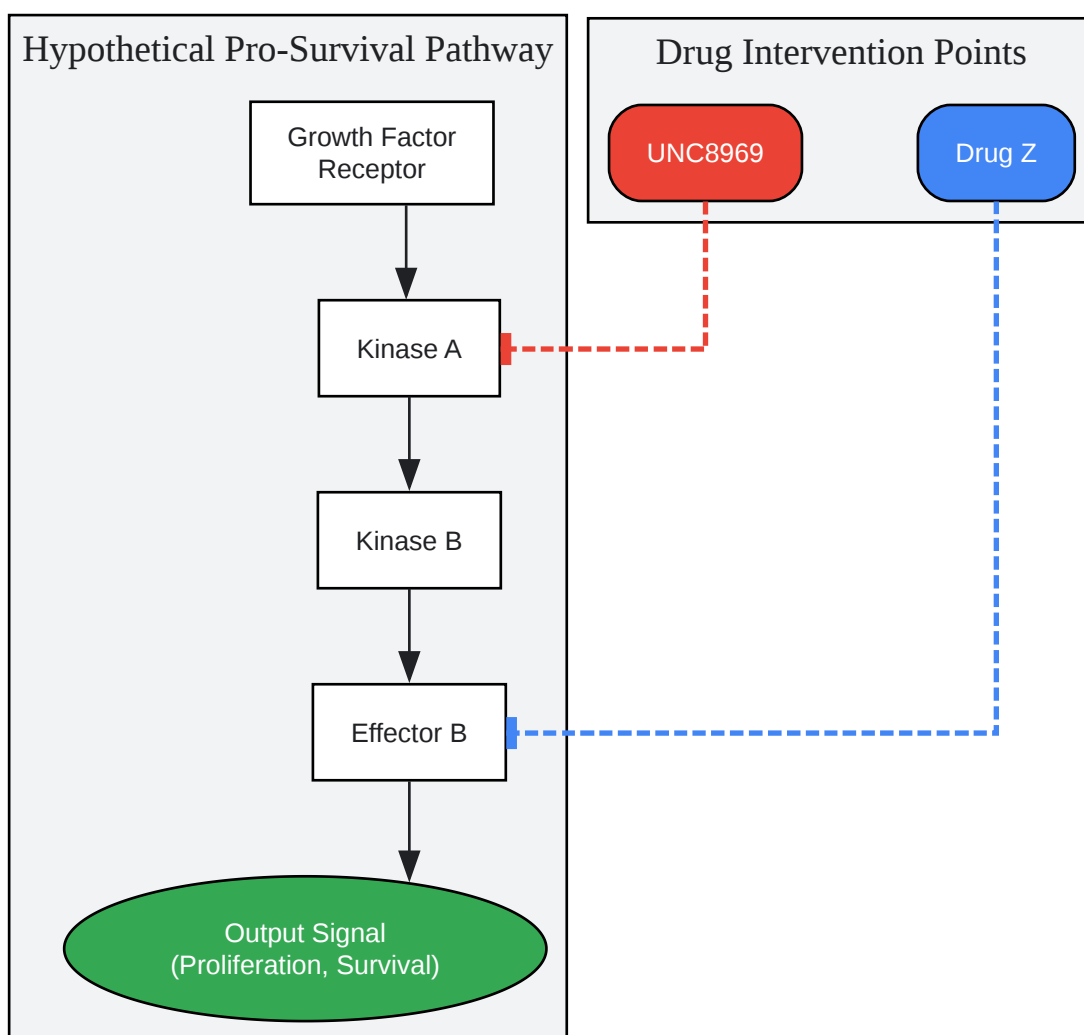 Hypothetical Pro-Survival Pathway
Growth Factor
Receptor
Kinase A
Kinase B
Effector B
Output Signal
(Proliferation, Survival)
Drug Intervention Points
UNC8969
Drug Z